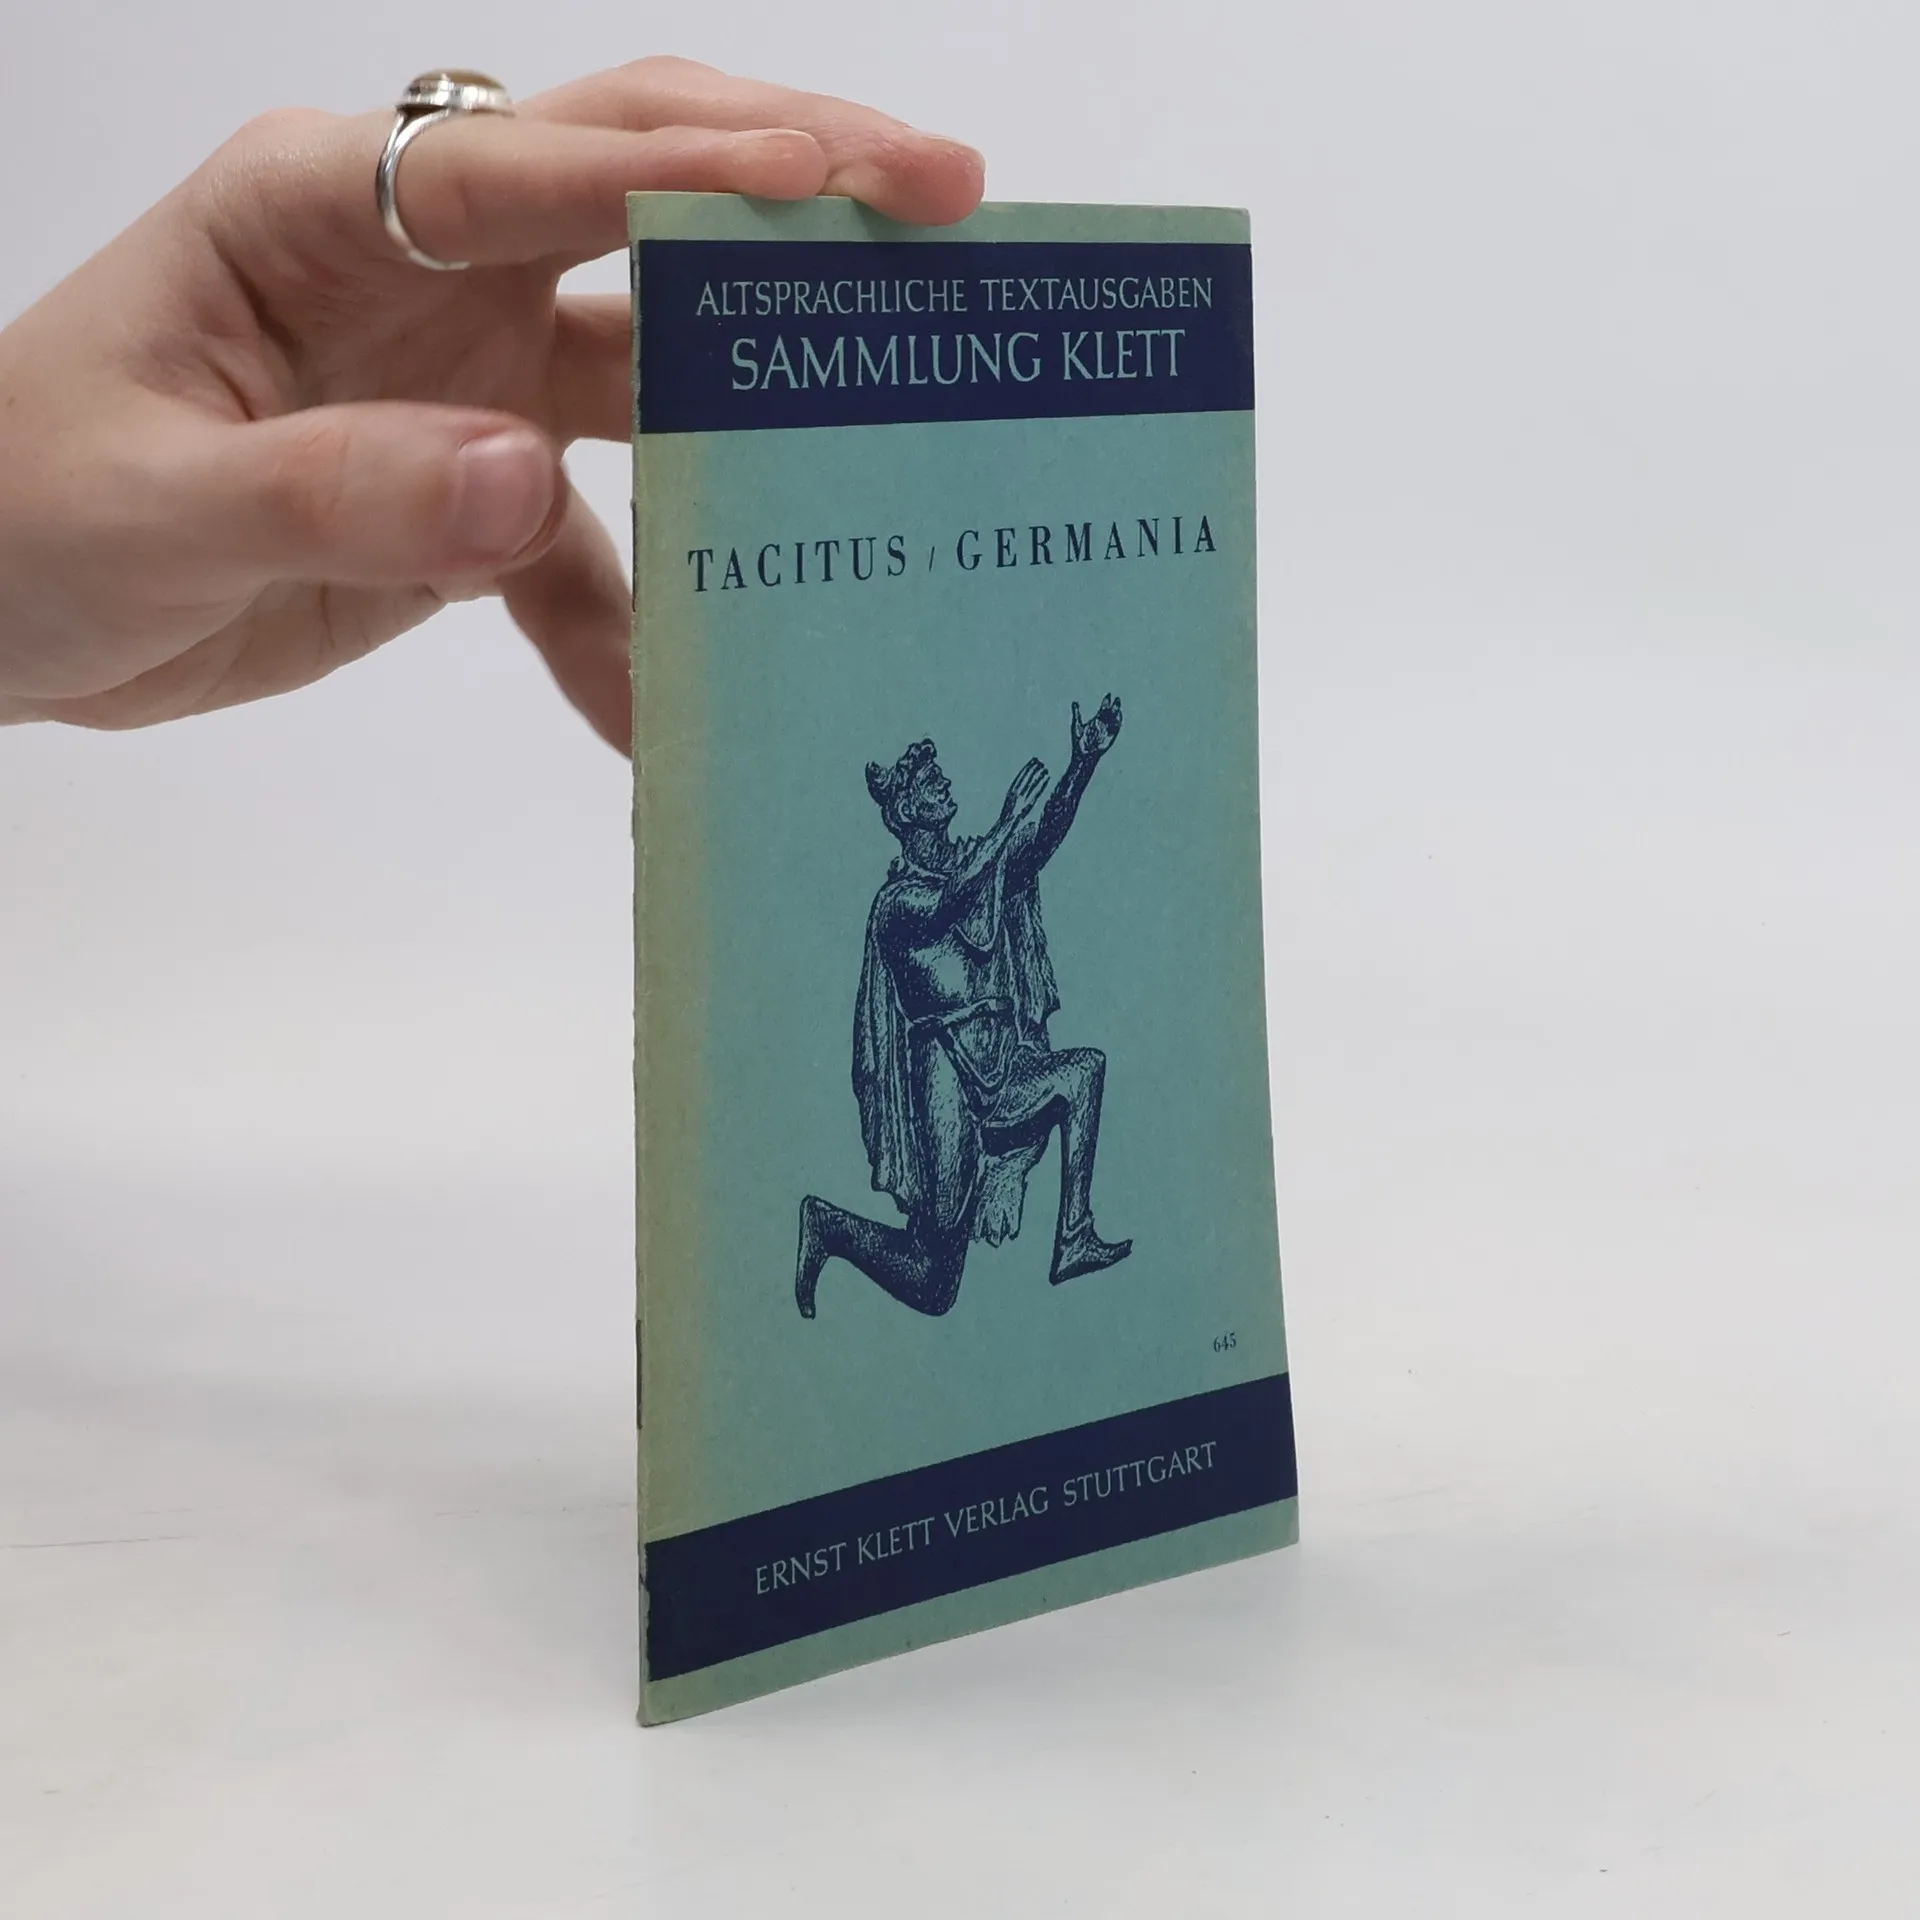 ALTSPRACHLICHE TEXTAUSGABEN
SAMMLUNG KLETT
TACITUS / GERMANIA
645
ERNST KLETT VERLAG STUTTGART